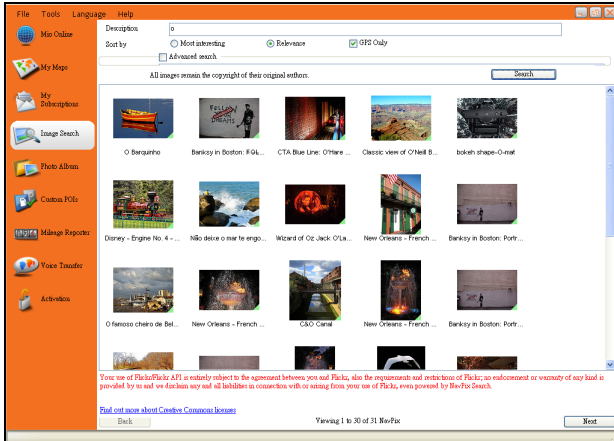 File Tools Language Help
Mio Online
My Maps
My
Subscriptions
Image Search
Photo Album
Custom POIs
Mileage Reporter
Voice Transfer
Activation
Description o
Sort by Most interesting Relevance GPS Only
Advanced search
All images remain the copyright of their original authors. Search
FOLLOW
DREAMS
O Barquinho Banksy in Boston: F̶O̶L̶... CTA Blue Line: O'Hare ... Classic view of O'Neill B... bokeh shape-O-mat
Disney - Engine No. 4 - ... Não deixe o mar te engo... Wizard of Oz Jack O'La... New Orleans - French ... Banksy in Boston: Portr...
O famoso cheiro de Bel... New Orleans - French ... C&O Canal New Orleans - French ... Banksy in Boston: Portr...
Your use of Flickr/Flickr API is entirely subject to the agreement between you and Flickr, also the requirements and restrictions of Flickr; no endorsement or warranty of any kind is
provided by us and we disclaim any and all liabilities in connection with or arising from your use of Flickr, even powered by NavPix Search.
Find out more about Creative Commons licenses
Back Viewing 1 to 30 of 31 NavPix Next